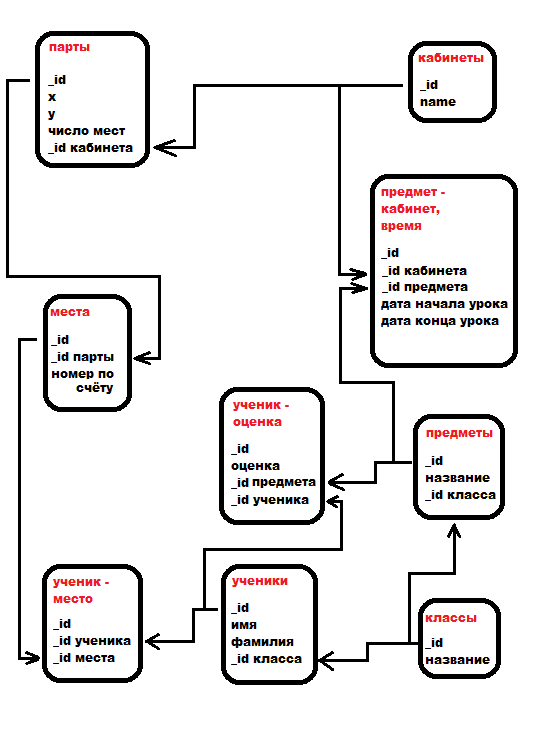 парты
_id
x
y
число мест
_id кабинета
кабинеты
_id
name
предмет -
кабинет,
время
_id
_id кабинета
_id предмета
дата начала урока
дата конца урока
места
_id
_id парты
номер по
счёту
ученик -
оценка
_id
оценка
_id предмета
_id ученика
предметы
_id
название
_id класса
ученик -
место
_id
_id ученика
_id места
ученики
_id
имя
фамилия
_id класса
классы
_id
название